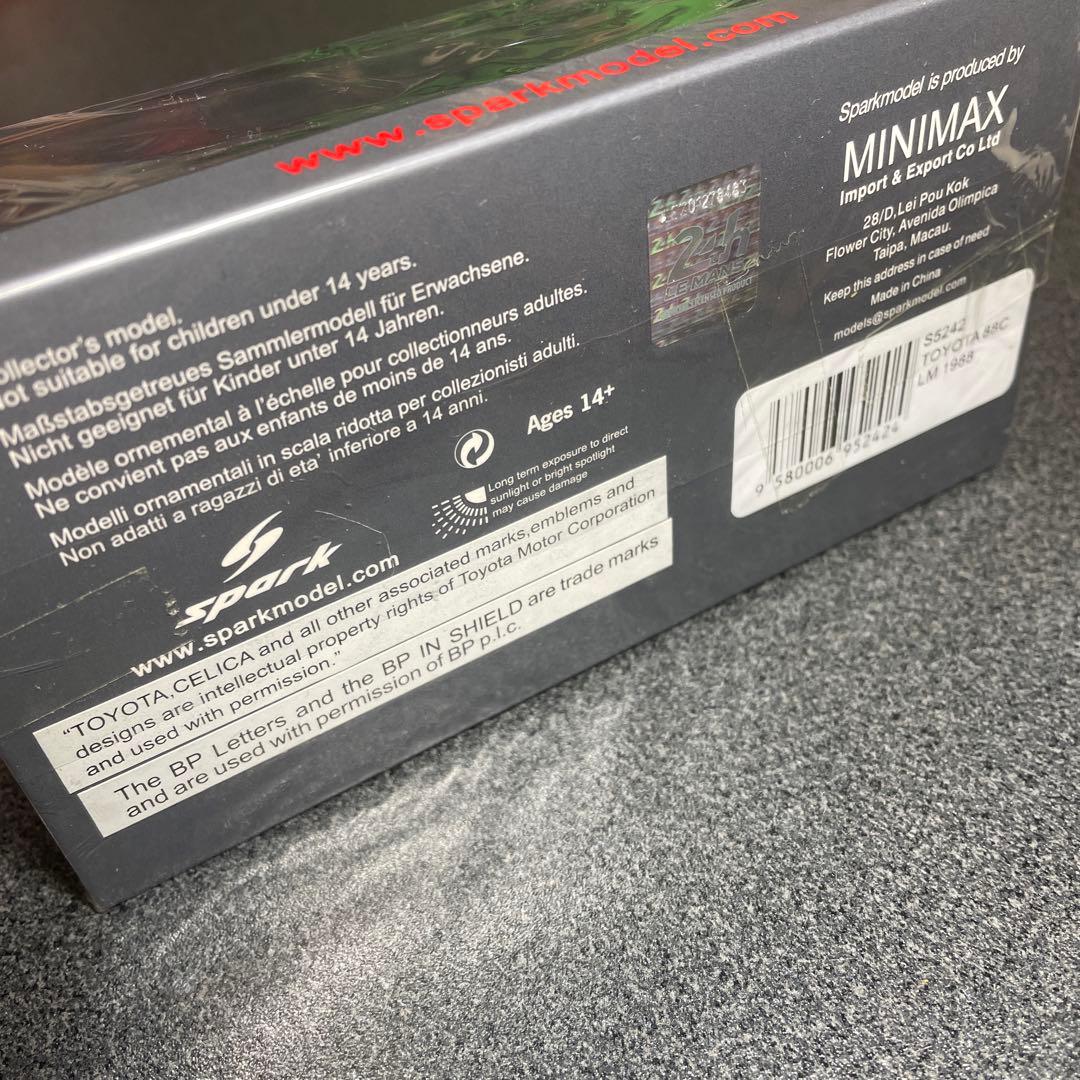 www.sparkmodel.com
Sparkmodel is produced by
MINIMAX
Import & Export Co Ltd
28/D, Lei Pou Kok
Flower City, Avenida Olimpica
Taipa, Macau.
Keep this address in case of need
Made in China
models@sparkmodel.com
24h
LE MANS
LICENSED PRODUCT
S5242
TOYOTA 88C
LM 1988
9 580006 952424
ollector's model.
ot suitable for children under 14 years.
Maßstabsgetreues Sammlermodell für Erwachsene.
Nicht geeignet für Kinder unter 14 Jahren.
Modèle ornemental à l'échelle pour collectionneurs adultes.
Ne convient pas aux enfants de moins de 14 ans.
Modelli ornamentali in scala ridotta per collezionisti adulti.
Non adatti a ragazzi di eta' inferiore a 14 anni.
Ages 14+
Long term exposure to direct
sunlight or bright spotlight
may cause damage
spark
www.sparkmodel.com
"TOYOTA,CELICA and all other associated marks,emblems and
designs are intellectual property rights of Toyota Motor Corporation
and used with permission."
The BP Letters and the BP IN SHIELD are trade marks
and are used with permission of BP p.l.c.